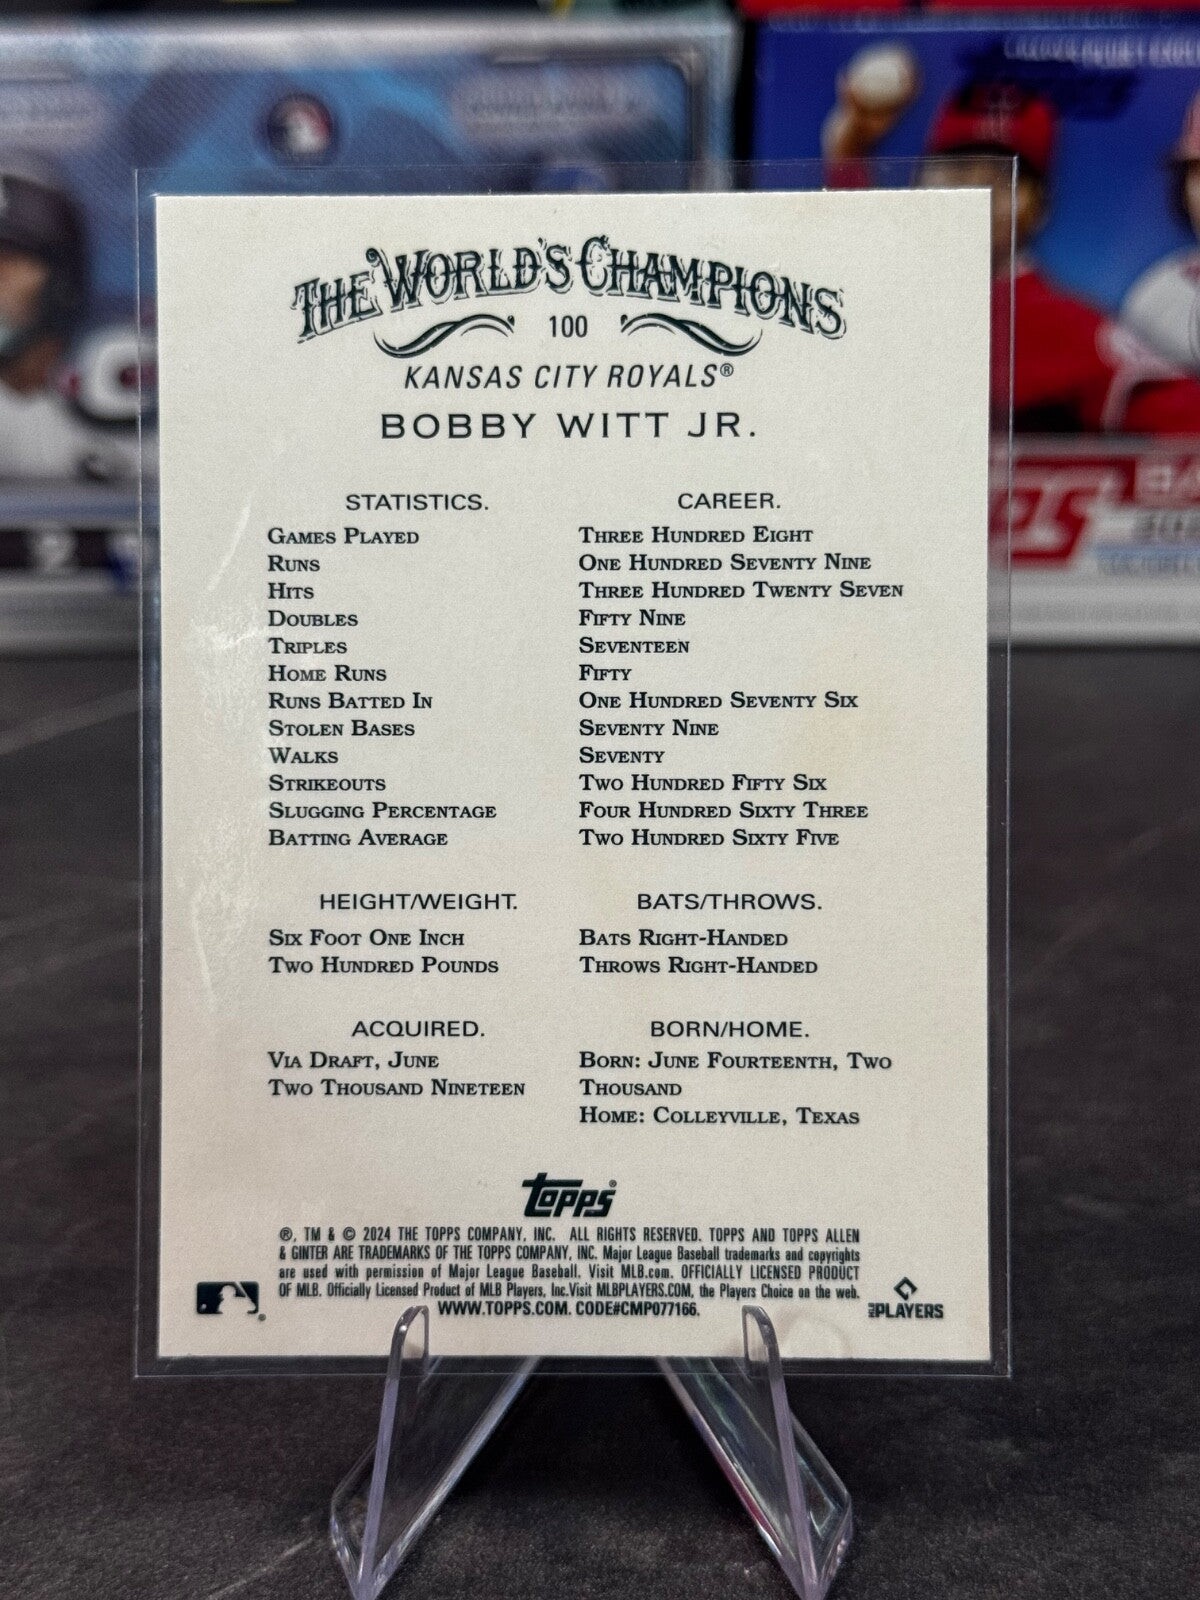 THE WORLD'S CHAMPIONS
100
KANSAS CITY ROYALS®
BOBBY WITT JR.
STATISTICS. CAREER.
GAMES PLAYED THREE HUNDRED EIGHT
RUNS ONE HUNDRED SEVENTY NINE
HITS THREE HUNDRED TWENTY SEVEN
DOUBLES FIFTY NINE
TRIPLES SEVENTEEN
HOME RUNS FIFTY
RUNS BATTED IN ONE HUNDRED SEVENTY SIX
STOLEN BASES SEVENTY NINE
WALKS SEVENTY
STRIKEOUTS TWO HUNDRED FIFTY SIX
SLUGGING PERCENTAGE FOUR HUNDRED SIXTY THREE
BATTING AVERAGE TWO HUNDRED SIXTY FIVE
HEIGHT/WEIGHT. BATS/THROWS.
SIX FOOT ONE INCH BATS RIGHT-HANDED
TWO HUNDRED POUNDS THROWS RIGHT-HANDED
ACQUIRED. BORN/HOME.
VIA DRAFT, JUNE BORN: JUNE FOURTEENTH, TWO
TWO THOUSAND NINETEEN THOUSAND
HOME: COLLEYVILLE, TEXAS
topps®
®, TM & © 2024 THE TOPPS COMPANY, INC. ALL RIGHTS RESERVED. TOPPS AND TOPPS ALLEN
& GINTER ARE TRADEMARKS OF THE TOPPS COMPANY, INC. Major League Baseball trademarks and copyrights
are used with permission of Major League Baseball. Visit MLB.com. OFFICIALLY LICENSED PRODUCT
OF MLB. Officially Licensed Product of MLB Players, Inc.Visit MLBPLAYERS.COM, the Players Choice on the web.
WWW.TOPPS.COM. CODE#CMP077166.
MLB PLAYERS